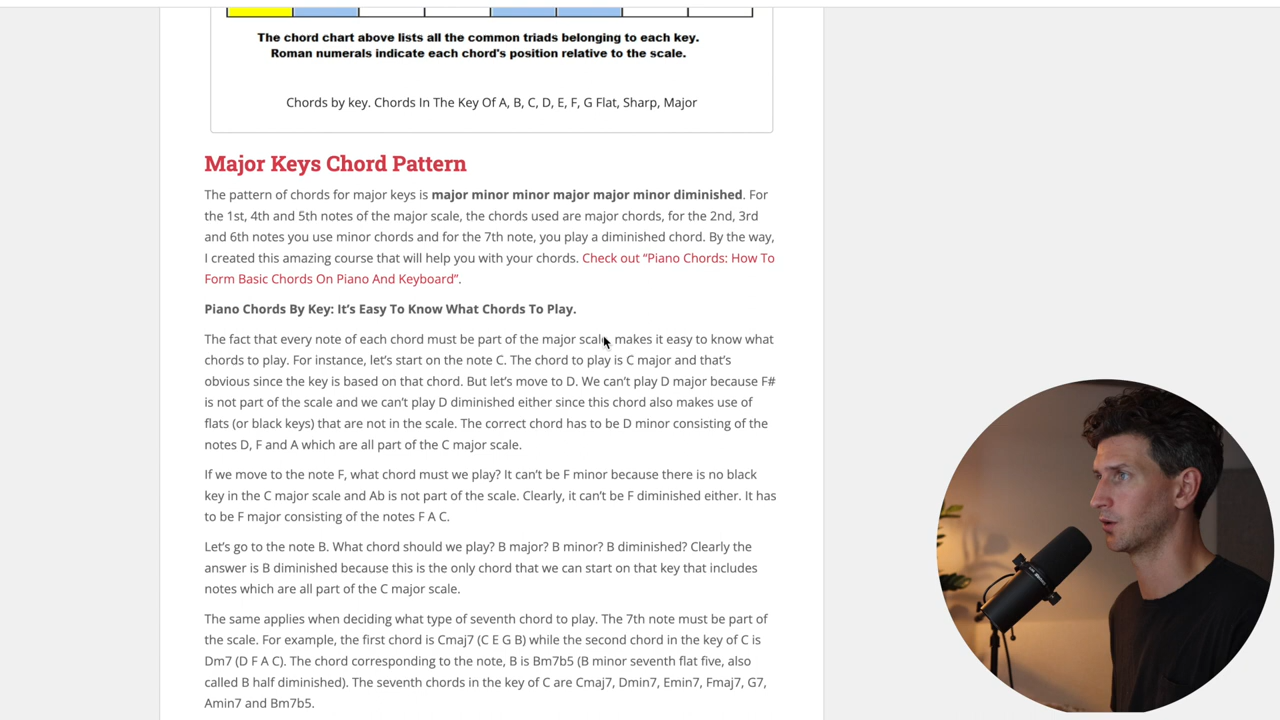 The chord chart above lists all the common triads belonging to each key.
Roman numerals indicate each chord's position relative to the scale.
Chords by key. Chords In The Key Of A, B, C, D, E, F, G Flat, Sharp, Major
Major Keys Chord Pattern
The pattern of chords for major keys is major minor minor major major minor diminished. For
the 1st, 4th and 5th notes of the major scale, the chords used are major chords, for the 2nd, 3rd
and 6th notes you use minor chords and for the 7th note, you play a diminished chord. By the way,
I created this amazing course that will help you with your chords. Check out “Piano Chords: How To
Form Basic Chords On Piano And Keyboard”.
Piano Chords By Key: It’s Easy To Know What Chords To Play.
The fact that every note of each chord must be part of the major scale, makes it easy to know what
chords to play. For instance, let’s start on the note C. The chord to play is C major and that’s
obvious since the key is based on that chord. But let’s move to D. We can’t play D major because F#
is not part of the scale and we can’t play D diminished either since this chord also makes use of
flats (or black keys) that are not in the scale. The correct chord has to be D minor consisting of the
notes D, F and A which are all part of the C major scale.
If we move to the note F, what chord must we play? It can’t be F minor because there is no black
key in the C major scale and Ab is not part of the scale. Clearly, it can’t be F diminished either. It has
to be F major consisting of the notes F A C.
Let’s go to the note B. What chord should we play? B major? B minor? B diminished? Clearly the
answer is B diminished because this is the only chord that we can start on that key that includes
notes which are all part of the C major scale.
The same applies when deciding what type of seventh chord to play. The 7th note must be part of
the scale. For example, the first chord is Cmaj7 (C E G B) while the second chord in the key of C is
Dm7 (D F A C). The chord corresponding to the note, B is Bm7b5 (B minor seventh flat five, also
called B half diminished). The seventh chords in the key of C are Cmaj7, Dmin7, Emin7, Fmaj7, G7,
Amin7 and Bm7b5.